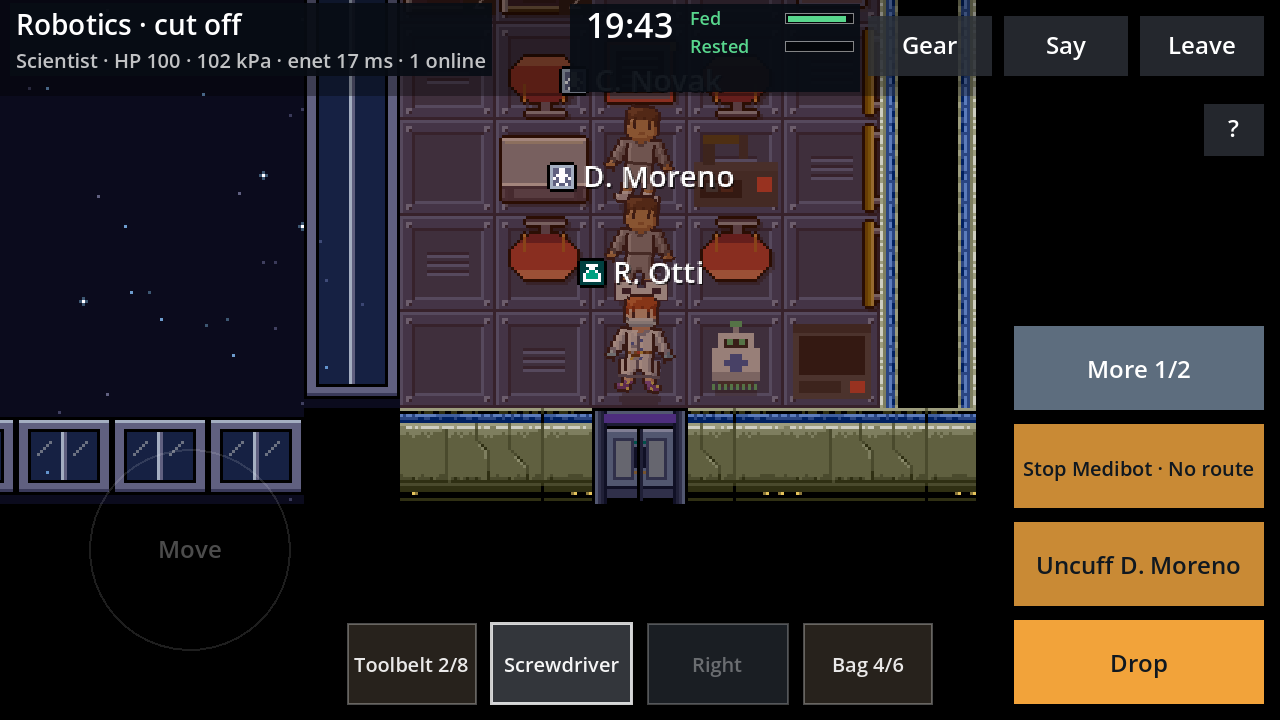 Robotics · cut off
Scientist · HP 100 · 102 kPa · enet 17 ms · 1 online
19:43
Fed
Rested
Gear
Say
Leave
?
C. Novak
D. Moreno
R. Otti
More 1/2
Stop Medibot · No route
Uncuff D. Moreno
Drop
Move
Toolbelt 2/8
Screwdriver
Right
Bag 4/6